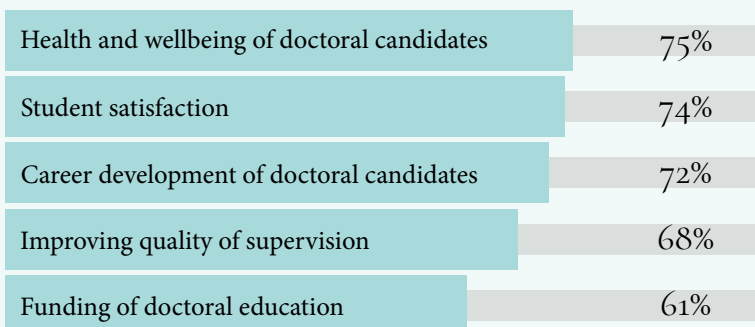 Health and wellbeing of doctoral candidates 75%
Student satisfaction 74%
Career development of doctoral candidates 72%
Improving quality of supervision 68%
Funding of doctoral education 61%